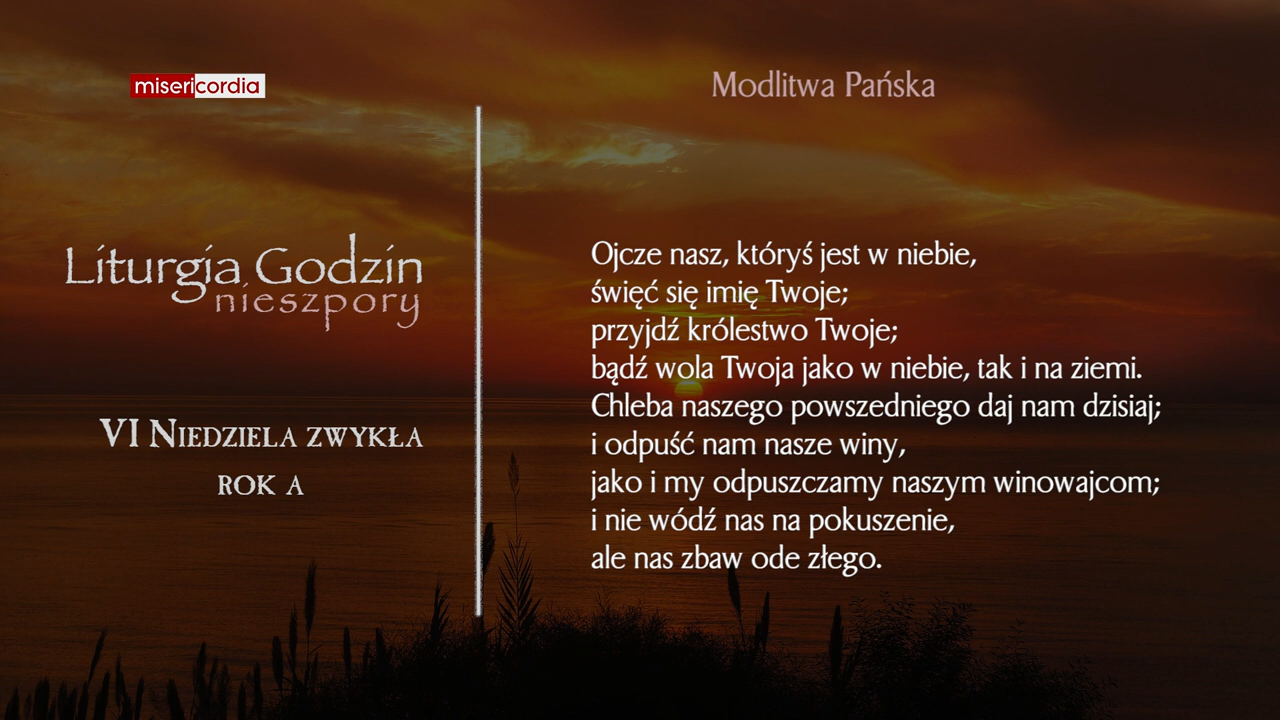 misericordia
Liturgia Godzin
nieszpory
VI Niedziela zwykła
rok A
Modlitwa Pańska
Ojcze nasz, któryś jest w niebie,
święć się imię Twoje;
przyjdź królestwo Twoje;
bądź wola Twoja jako w niebie, tak i na ziemi.
Chleba naszego powszedniego daj nam dzisiaj;
i odpuść nam nasze winy,
jako i my odpuszczamy naszym winowajcom;
i nie wódź nas na pokuszenie,
ale nas zbaw ode złego.